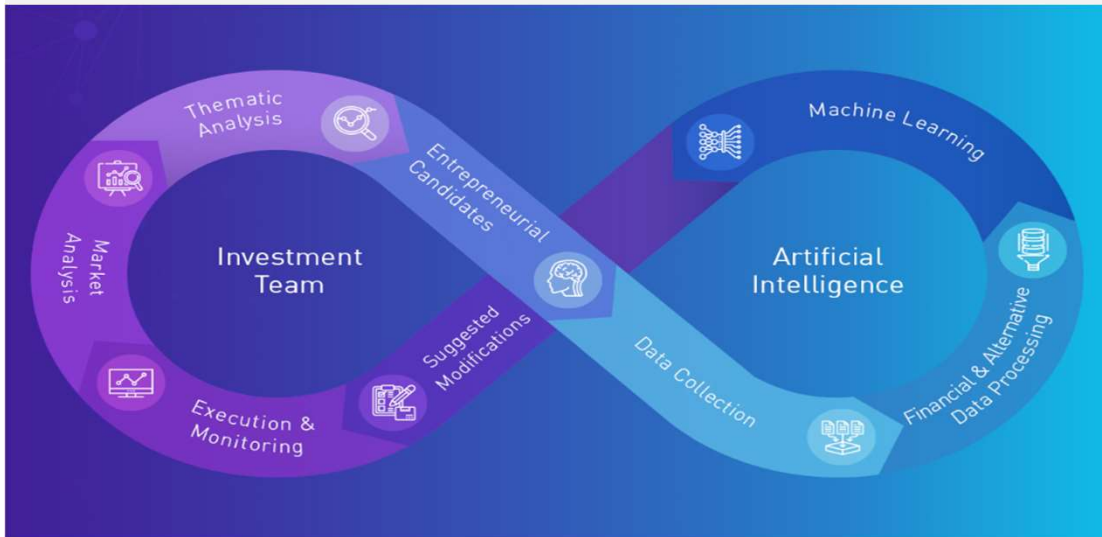 Thematic
Analysis
Entrepreneurial
Candidates
Machine Learning
Market
Analysis
Investment
Team
Artificial
Intelligence
Suggested
Modifications
Data Collection
Financial & Alternative
Data Processing
Execution &
Monitoring